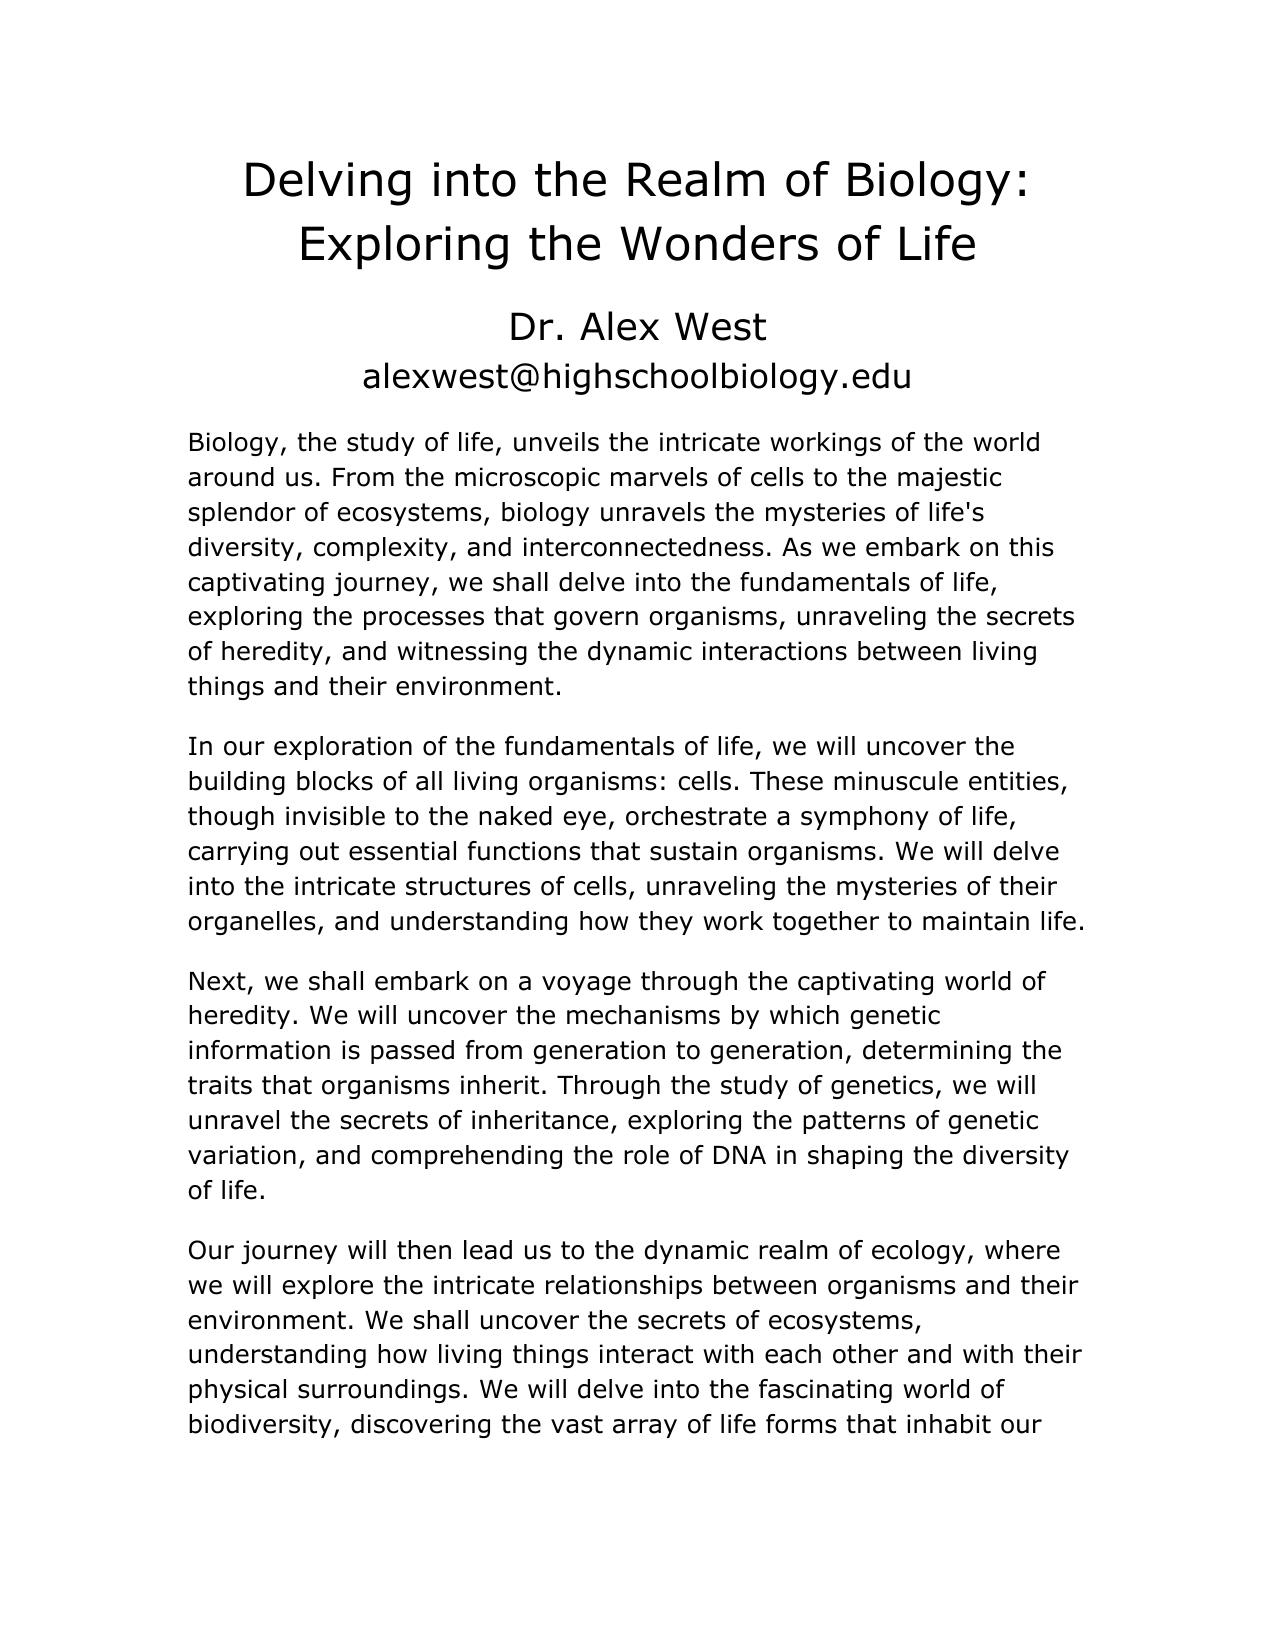 Delving into the Realm of Biology:
Exploring the Wonders of Life
Dr. Alex West
alexwest@highschoolbiology.edu
Biology, the study of life, unveils the intricate workings of the world
around us. From the microscopic marvels of cells to the majestic
splendor of ecosystems, biology unravels the mysteries of life's
diversity, complexity, and interconnectedness. As we embark on this
captivating journey, we shall delve into the fundamentals of life,
exploring the processes that govern organisms, unraveling the secrets
of heredity, and witnessing the dynamic interactions between living
things and their environment.
In our exploration of the fundamentals of life, we will uncover the
building blocks of all living organisms: cells. These minuscule entities,
though invisible to the naked eye, orchestrate a symphony of life,
carrying out essential functions that sustain organisms. We will delve
into the intricate structures of cells, unraveling the mysteries of their
organelles, and understanding how they work together to maintain life.
Next, we shall embark on a voyage through the captivating world of
heredity. We will uncover the mechanisms by which genetic
information is passed from generation to generation, determining the
traits that organisms inherit. Through the study of genetics, we will
unravel the secrets of inheritance, exploring the patterns of genetic
variation, and comprehending the role of DNA in shaping the diversity
of life.
Our journey will then lead us to the dynamic realm of ecology, where
we will explore the intricate relationships between organisms and their
environment. We shall uncover the secrets of ecosystems,
understanding how living things interact with each other and with their
physical surroundings. We will delve into the fascinating world of
biodiversity, discovering the vast array of life forms that inhabit our